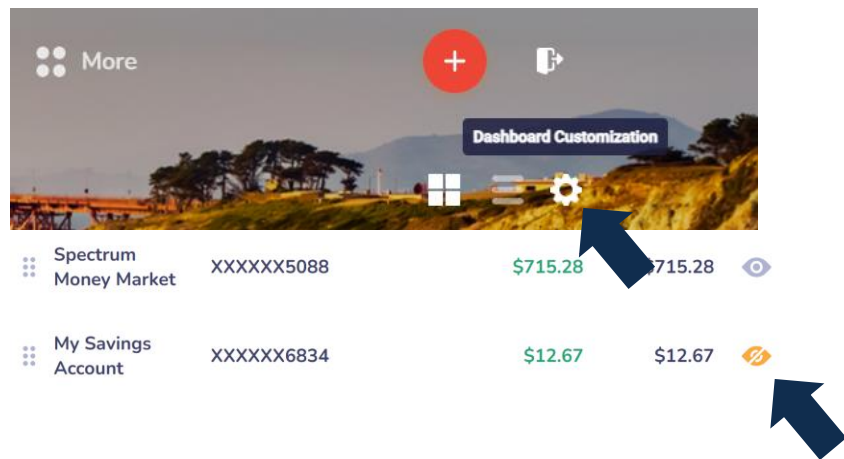 More
Dashboard Customization
Spectrum
Money Market XXXXXX5088 $715.28 $715.28
My Savings
Account XXXXXX6834 $12.67 $12.67